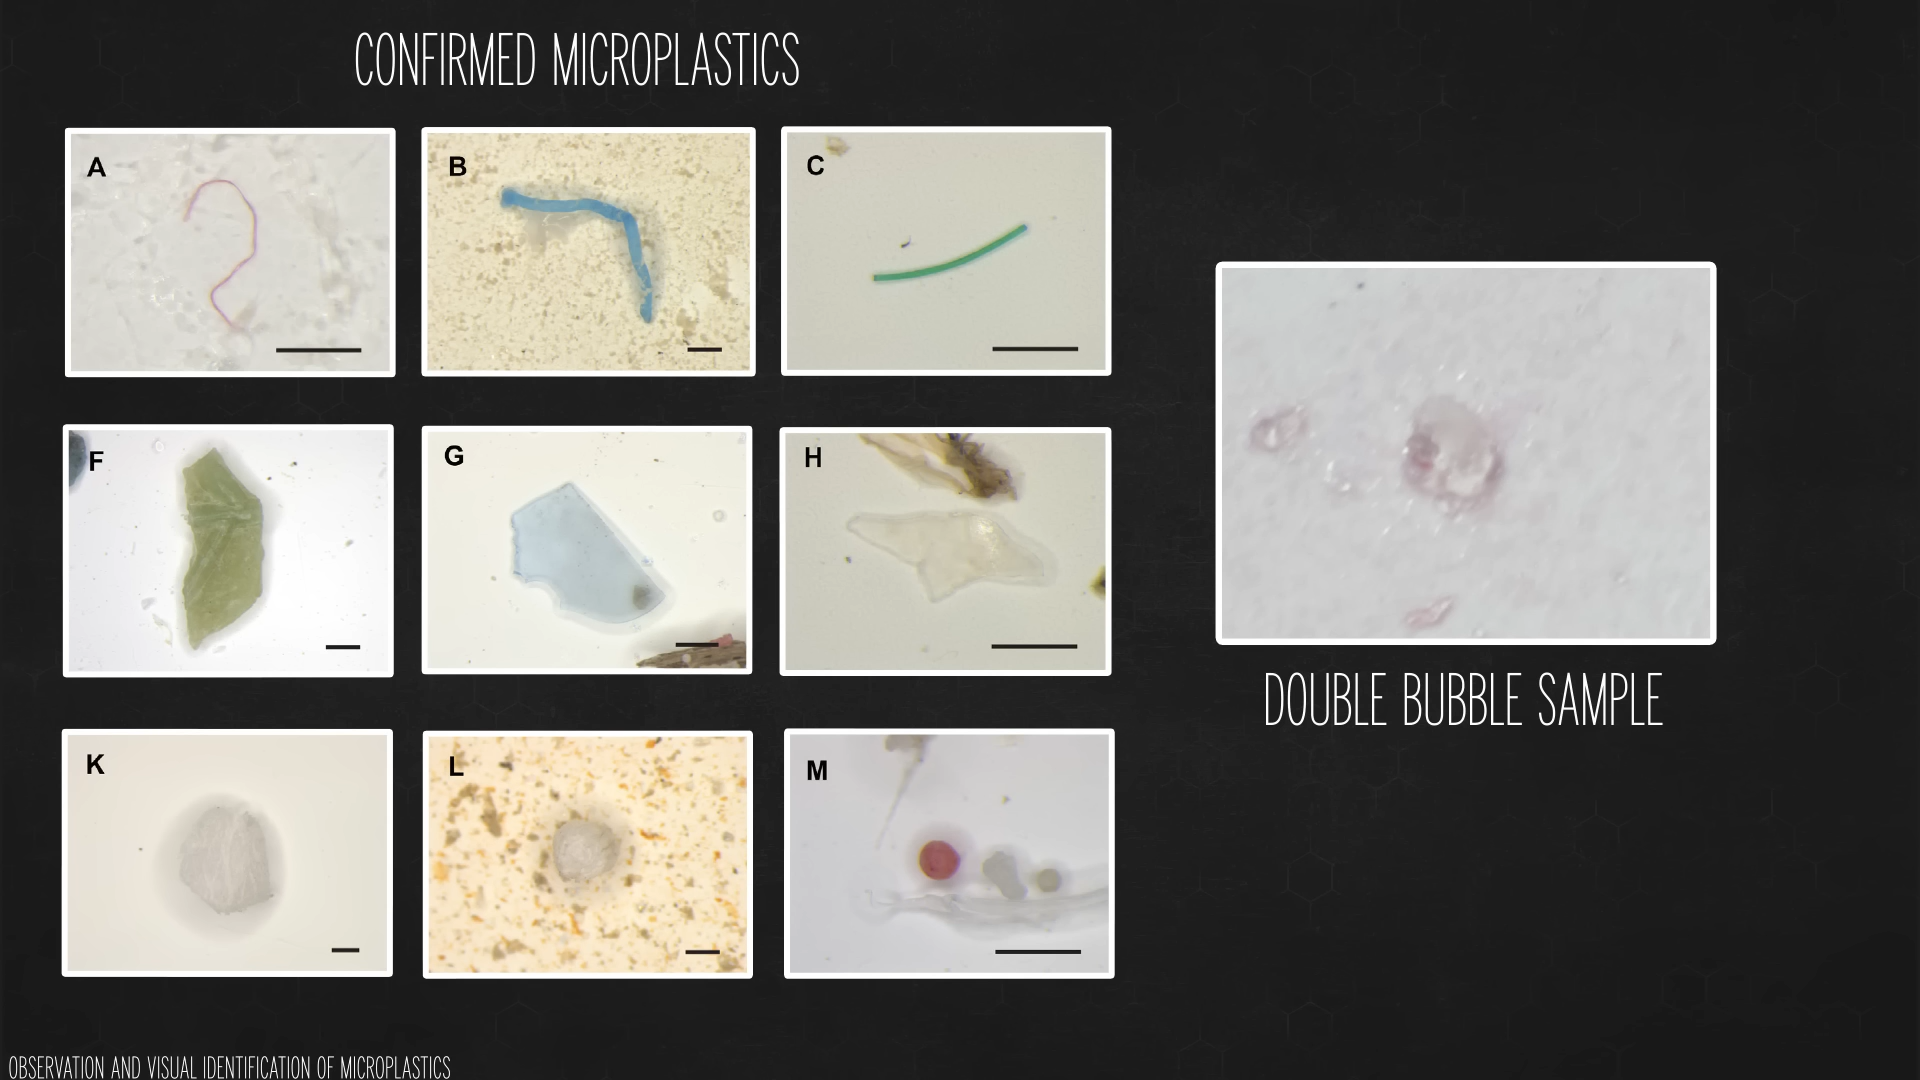 CONFIRMED MICROPLASTICS
A
B
C
F
G
H
K
L
M
DOUBLE BUBBLE SAMPLE
OBSERVATION AND VISUAL IDENTIFICATION OF MICROPLASTICS